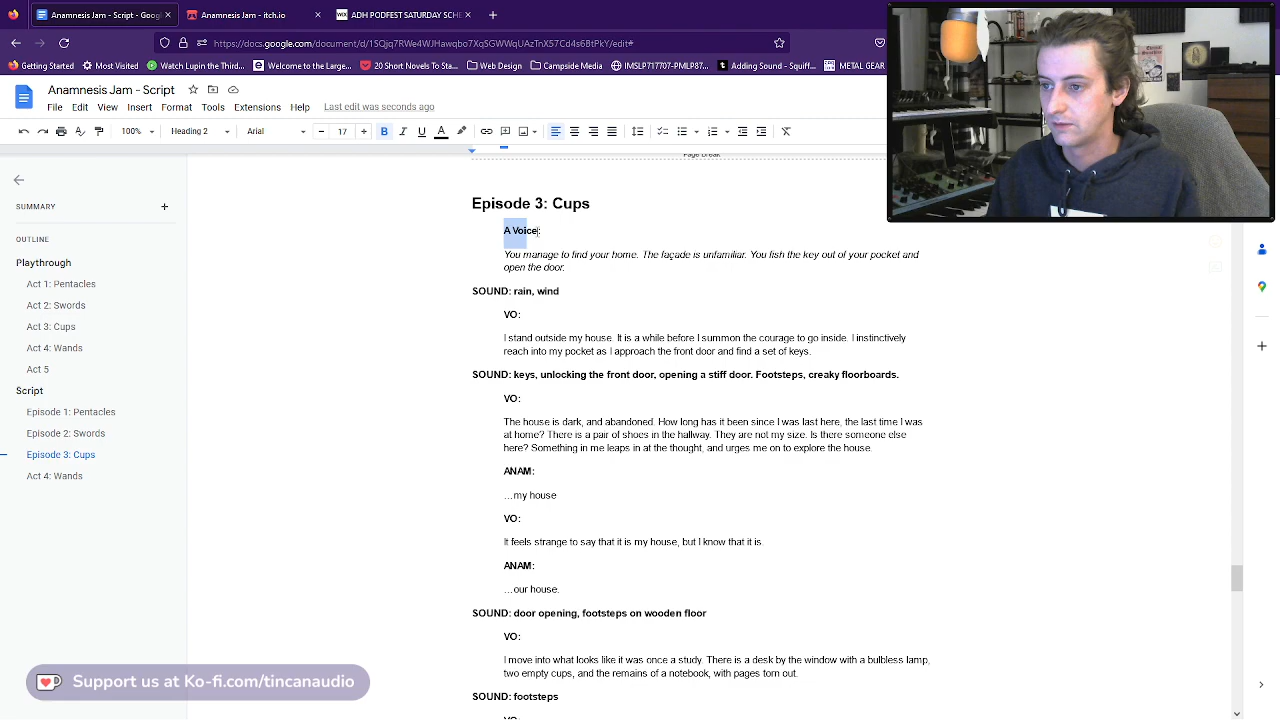 Anamnesis Jam - Script - Goo
Anamnesis Jam - itch.io
WiX
ADH PODFEST SATURDAY SCHE
https://docs.google.com/document/d/1SQjq7RWe4WJHawqbo7XqSGWWqUAzTnXS7Cd4s6BtPkY/edit#
Getting Started
Most Visited
Watch Lupin the Third...
Welcome to the Large...
20 Short Novels To S...
Web Design
Campside Media
IMSLP717707-PMLP87...
Adding Sound - Squiff...
METAL GEAR
Anamnesis Jam - Script
File Edit View Insert Format Tools Extensions Help
Last edit was seconds ago
100% Heading 2 Arial 17
Page Break
SUMMARY
OUTLINE
Playthrough
Act 1: Pentacles
Act 2: Swords
Act 3: Cups
Act 4: Wands
Act 5
Script
Episode 1: Pentacles
Episode 2: Swords
Episode 3: Cups
Act 4: Wands
Episode 3: Cups
A Voice:
You manage to find your home. The façade is unfamiliar. You fish the key out of your pocket and
open the door.
SOUND: rain, wind
VO:
I stand outside my house. It is a while before I summon the courage to go inside. I instinctively
reach into my pocket as I approach the front door and find a set of keys.
SOUND: keys, unlocking the front door, opening a stiff door. Footsteps, creaky floorboards.
VO:
The house is dark, and abandoned. How long has it been since I was last here, the last time I was
at home? There is a pair of shoes in the hallway. They are not my size. Is there someone else
here? Something in me leaps in at the thought, and urges me on to explore the house.
ANAM:
…my house
VO:
It feels strange to say that it is my house, but I know that it is.
ANAM:
…our house.
SOUND: door opening, footsteps on wooden floor
VO:
I move into what looks like it was once a study. There is a desk by the window with a bulbless lamp,
two empty cups, and the remains of a notebook, with pages torn out.
SOUND: footsteps
VO:
Support us at Ko-fi.com/tincanaudio